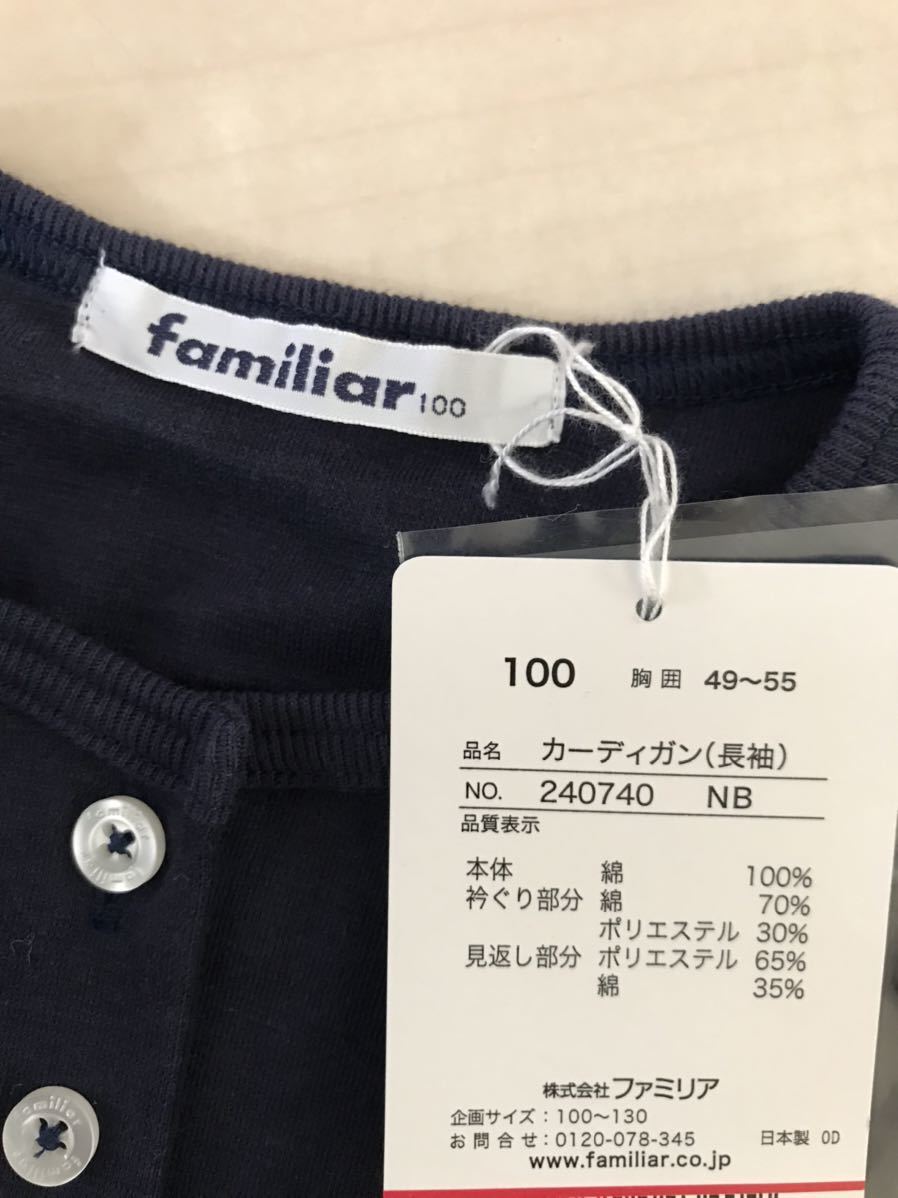 familiar 100
100 胸囲 49〜55
品名 カーディガン(長袖)
NO. 240740 NB
品質表示
本体 綿 100%
衿ぐり部分 綿 70%
ポリエステル 30%
見返し部分 ポリエステル 65%
綿 35%
株式会社ファミリア
企画サイズ：100〜130
お問合せ：0120-078-345 日本製 0D
www.familiar.co.jp
familiar
familiar
familiar
familiar